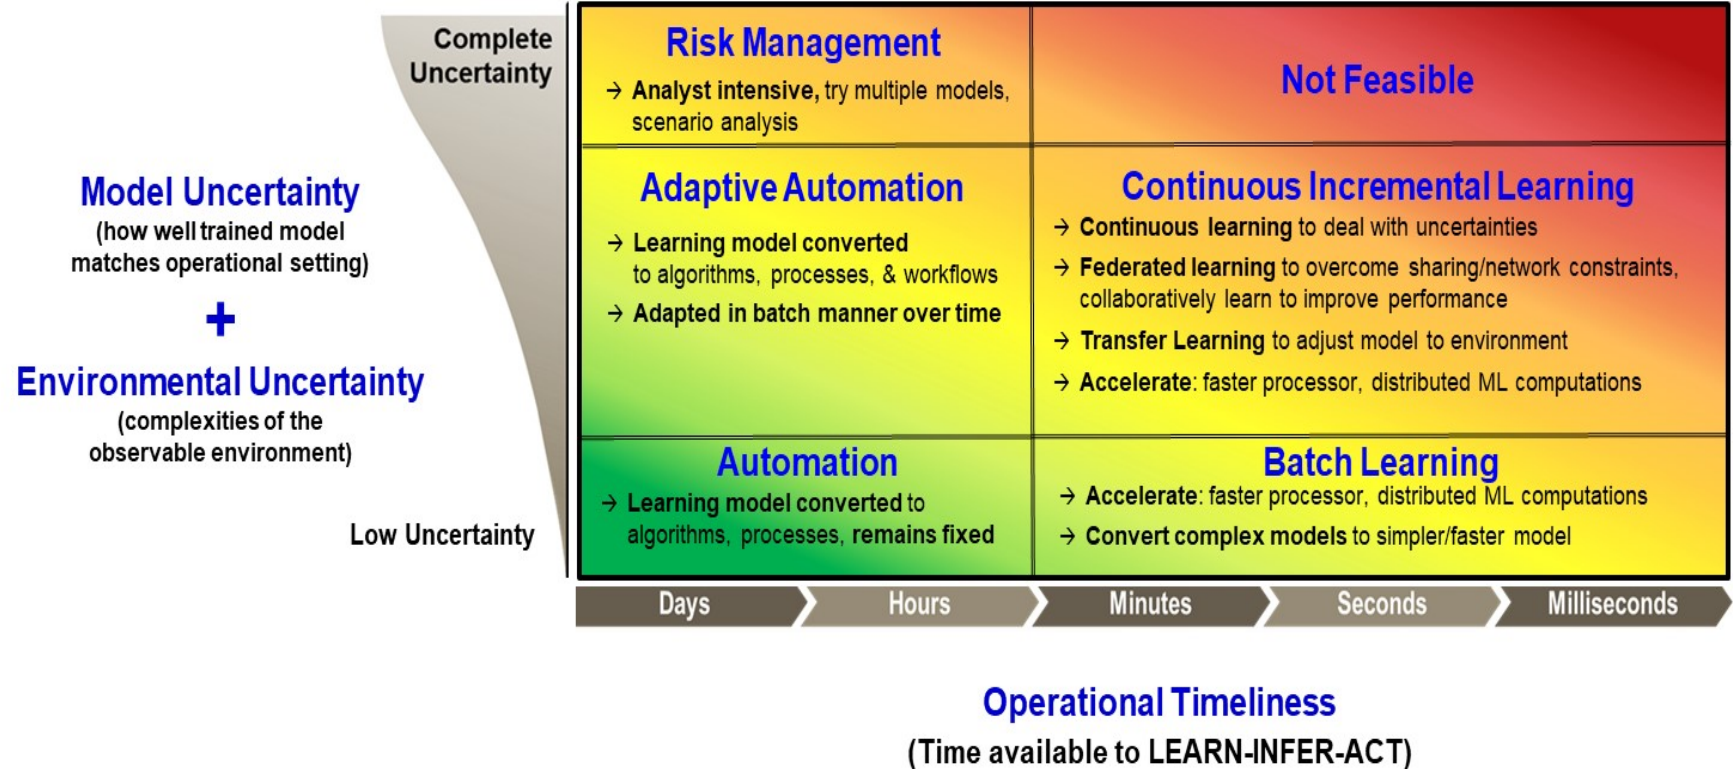 Complete
Uncertainty
Model Uncertainty
(how well trained model
matches operational setting)
+
Environmental Uncertainty
(complexities of the
observable environment)
Low Uncertainty
Risk Management
→ Analyst intensive, try multiple models,
scenario analysis
Not Feasible
Adaptive Automation
→ Learning model converted
to algorithms, processes, & workflows
→ Adapted in batch manner over time
Continuous Incremental Learning
→ Continuous learning to deal with uncertainties
→ Federated learning to overcome sharing/network constraints,
collaboratively learn to improve performance
→ Transfer Learning to adjust model to environment
→ Accelerate: faster processor, distributed ML computations
Automation
→ Learning model converted to
algorithms, processes, remains fixed
Batch Learning
→ Accelerate: faster processor, distributed ML computations
→ Convert complex models to simpler/faster model
Days
Hours
Minutes
Seconds
Milliseconds
Operational Timeliness
(Time available to LEARN-INFER-ACT)